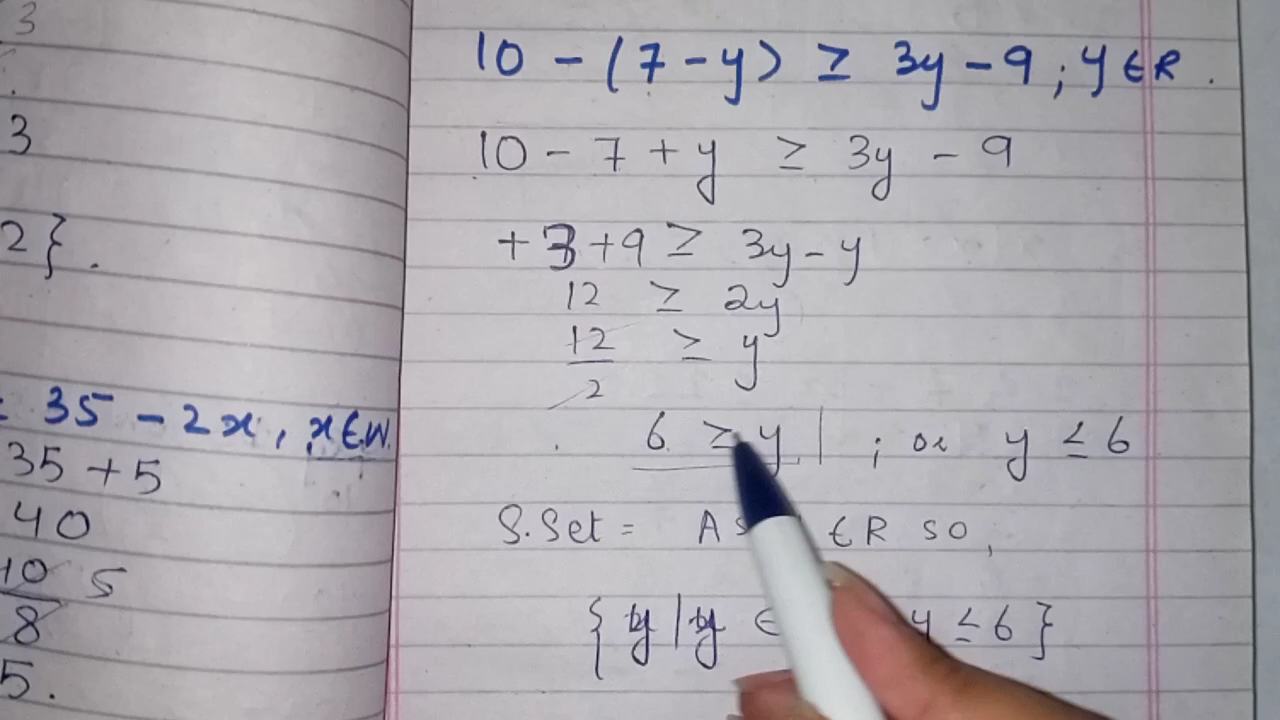 3
3
2}.
= 35 - 2x, x∈W.
35 + 5
40
10 5
8
5.
10 - (7 - y) ≥ 3y - 9 ; y ∈ R.
10 - 7 + y ≥ 3y - 9
+3 + 9 ≥ 3y - y
12 ≥ 2y
12 ≥ y
2
6 ≥ y ; or y ≤ 6
S.Set = As ∈ R so,
{y | y ∈ y ≤ 6}